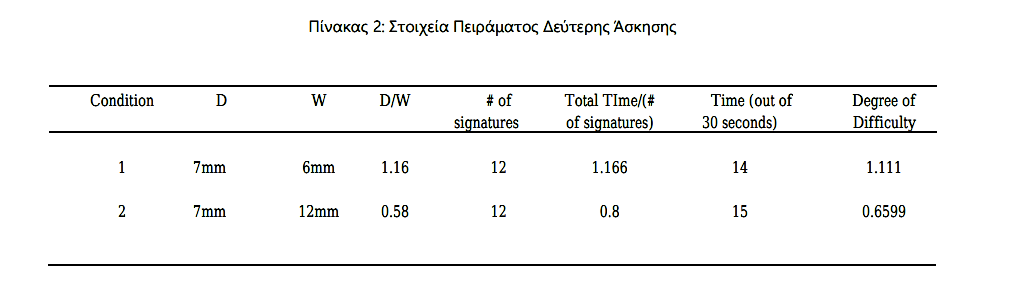 Πίνακας 2: Στοιχεία Πειράματος Δεύτερης Άσκησης
Condition D W D/W # of signatures Total TIme/(# of signatures) Time (out of 30 seconds) Degree of Difficulty
1 7mm 6mm 1.16 12 1.166 14 1.111
2 7mm 12mm 0.58 12 0.8 15 0.6599